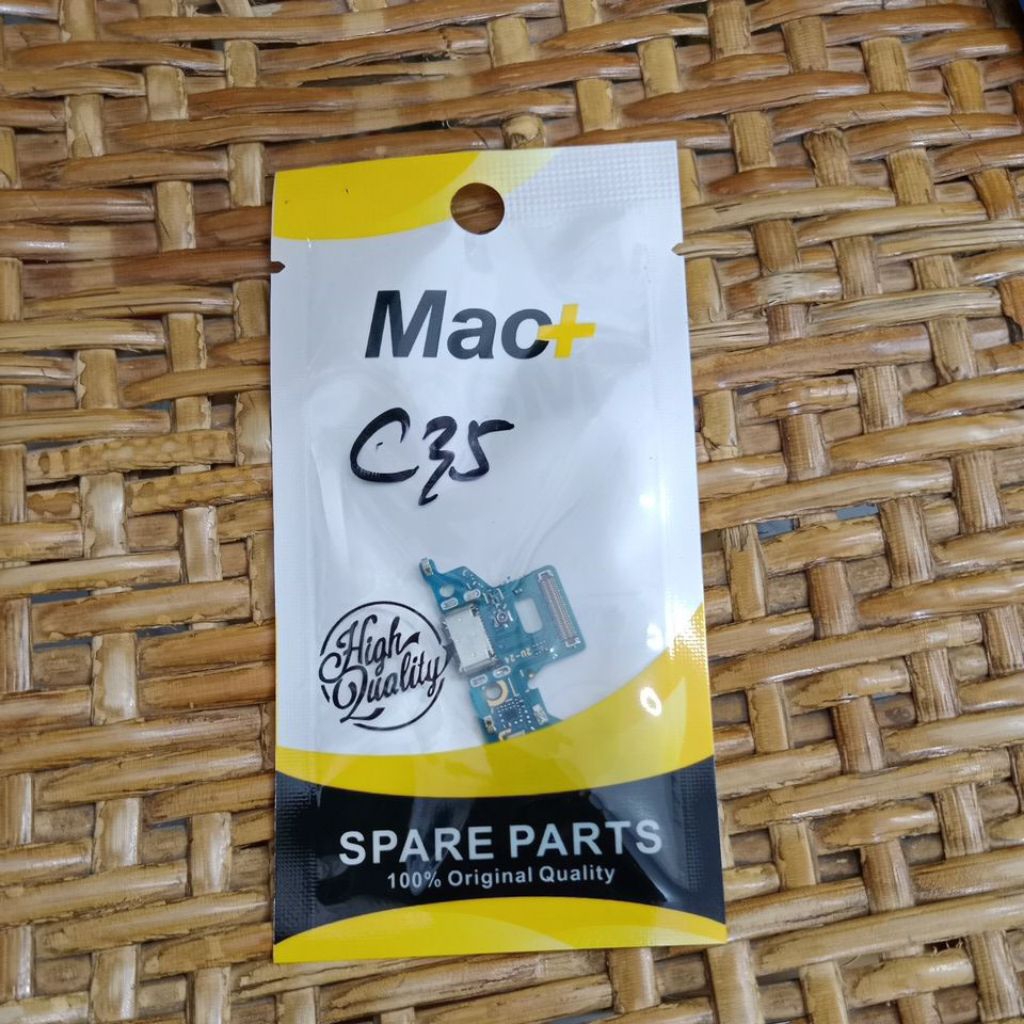 Mac+
C35
High
Quality
SPARE PARTS
100% Original Quality